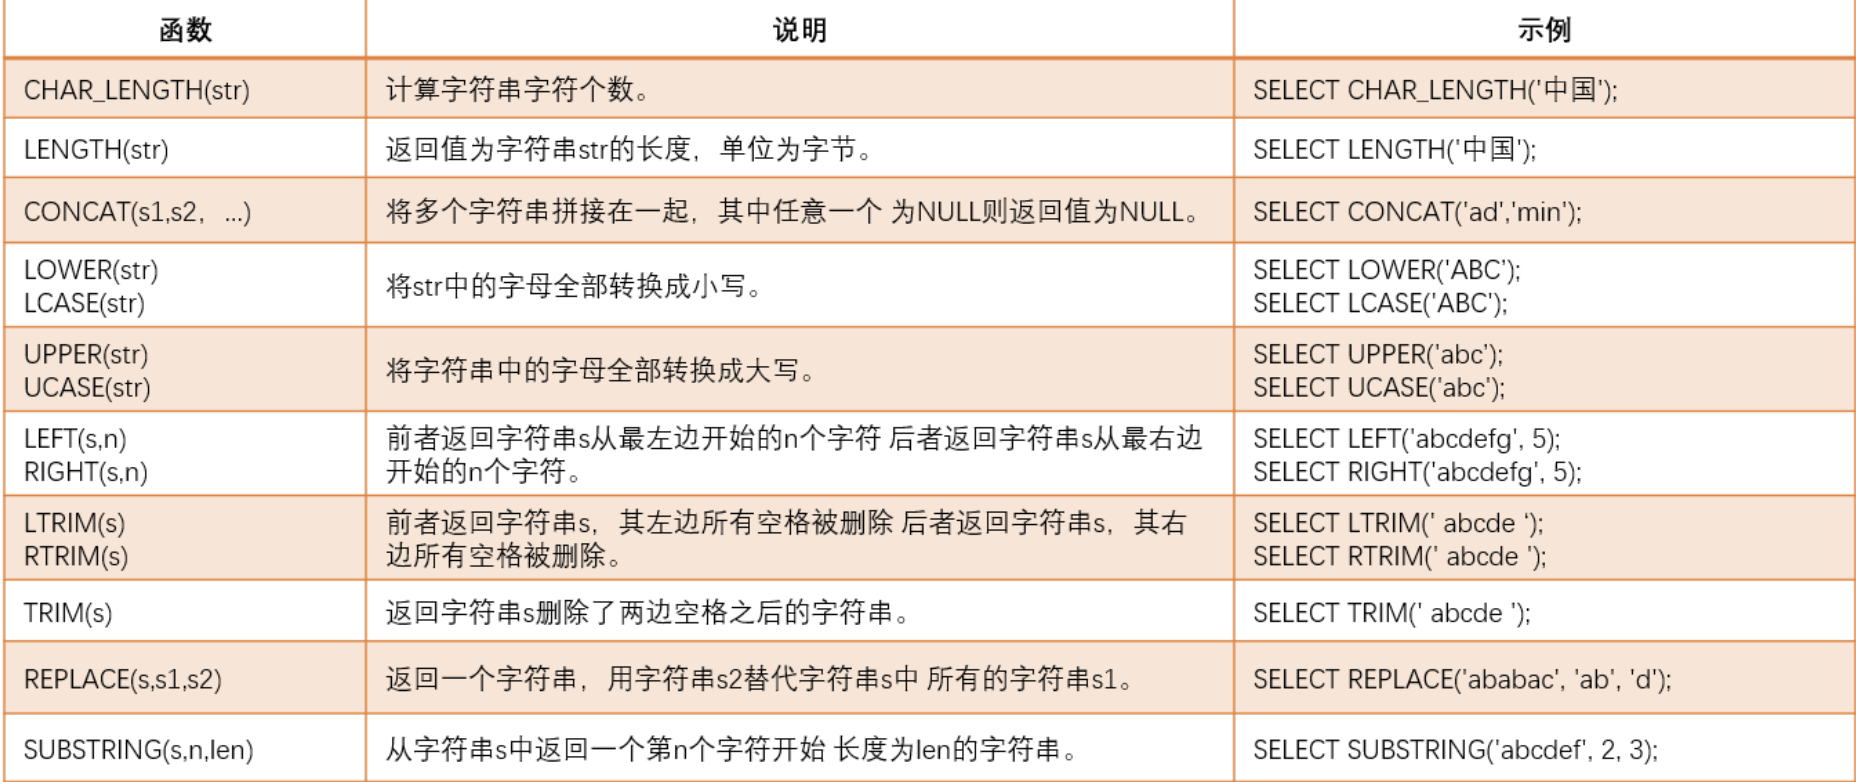 函数 说明 示例
CHAR_LENGTH(str) 计算字符串字符个数。 SELECT CHAR_LENGTH('中国');
LENGTH(str) 返回值为字符串str的长度，单位为字节。 SELECT LENGTH('中国');
CONCAT(s1,s2，...) 将多个字符串拼接在一起，其中任意一个 为NULL则返回值为NULL。 SELECT CONCAT('ad','min');
LOWER(str)
LCASE(str)
将str中的字母全部转换成小写。
SELECT LOWER('ABC');
SELECT LCASE('ABC');
UPPER(str)
UCASE(str)
将字符串中的字母全部转换成大写。
SELECT UPPER('abc');
SELECT UCASE('abc');
LEFT(s,n)
RIGHT(s,n)
前者返回字符串s从最左边开始的n个字符 后者返回字符串s从最右边
开始的n个字符。
SELECT LEFT('abcdefg', 5);
SELECT RIGHT('abcdefg', 5);
LTRIM(s)
RTRIM(s)
前者返回字符串s，其左边所有空格被删除 后者返回字符串s，其右
边所有空格被删除。
SELECT LTRIM(' abcde ‘);
SELECT RTRIM(' abcde ');
TRIM(s) 返回字符串s删除了两边空格之后的字符串。 SELECT TRIM(' abcde ');
REPLACE(s,s1,s2) 返回一个字符串，用字符串s2替代字符串s中 所有的字符串s1。 SELECT REPLACE('ababac', 'ab', 'd');
SUBSTRING(s,n,len) 从字符串s中返回一个第n个字符开始 长度为len的字符串。 SELECT SUBSTRING('abcdef', 2, 3);